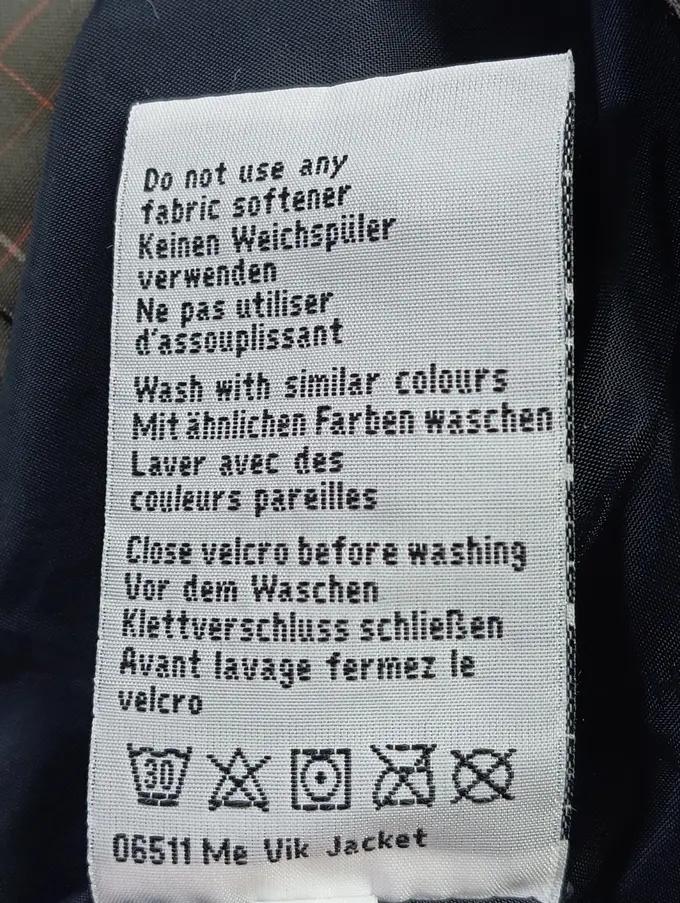 Do not use any
fabric softener
Keinen Weichspüler
verwenden
Ne pas utiliser
d'assouplissant
Wash with similar colours
Mit ähnlichen Farben waschen
Laver avec des
couleurs pareilles
Close velcro before washing
Vor dem Waschen
Klettverschluss schließen
Avant lavage fermez le
velcro
30
06511 Me Vik Jacket